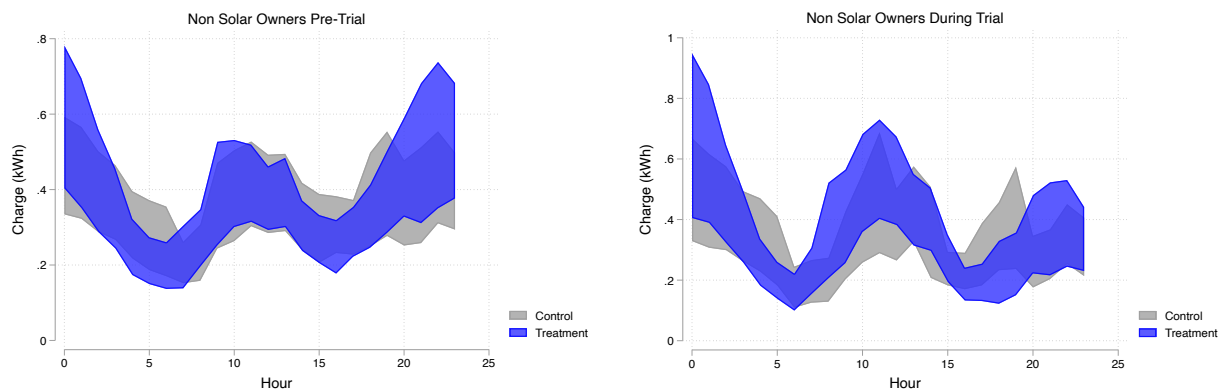 Non Solar Owners Pre-Trial
.8
.6
.4
.2
0
Charge (kWh)
0 5 10 15 20 25
Hour
Control
Treatment
Non Solar Owners During Trial
1
.8
.6
.4
.2
0
Charge (kWh)
0 5 10 15 20 25
Hour
Control
Treatment